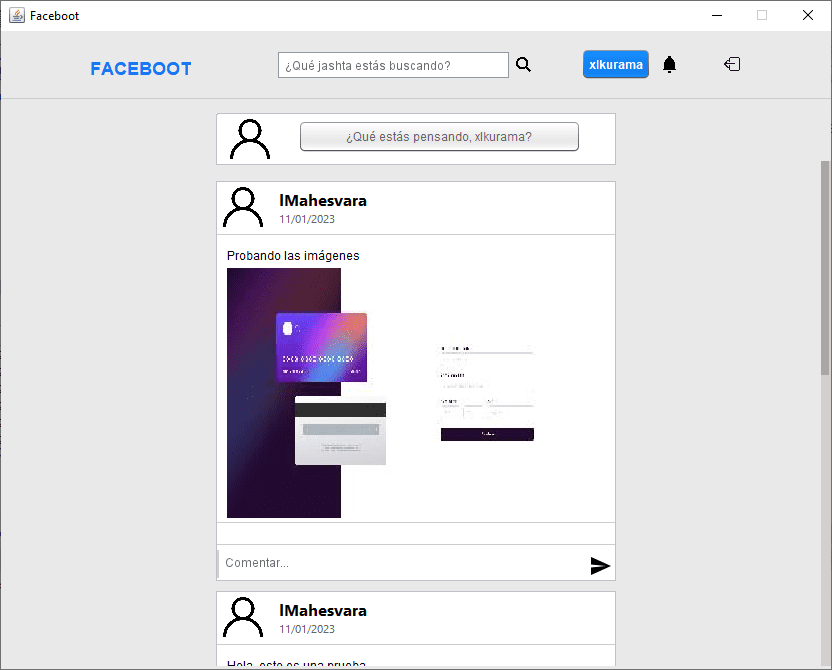 Faceboot
FACEBOOT
¿Qué jashta estás buscando?
xlkurama
¿Qué estás pensando, xlkurama?
lMahesvara
11/01/2023
Probando las imágenes
Comentar...
lMahesvara
11/01/2023
Hola, esto es una prueba